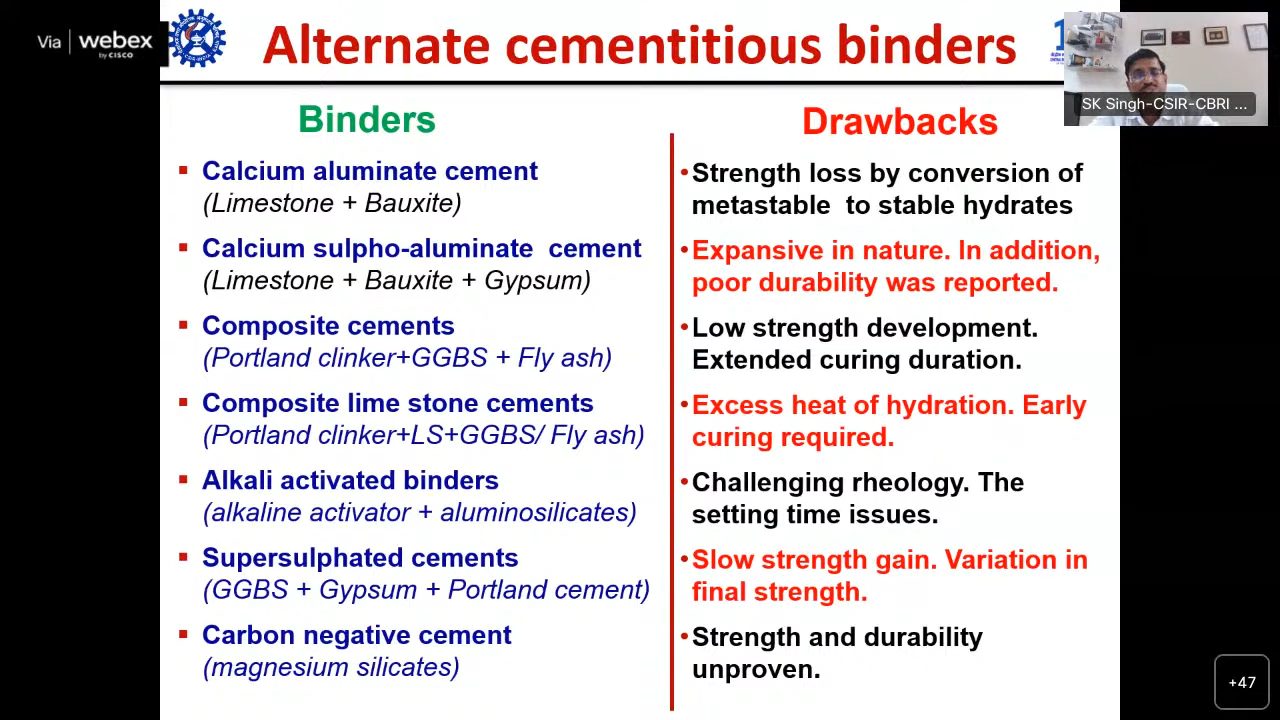 Via webex
by CISCO
Alternate cementitious binders
SK Singh-CSIR-CBRI ...
Binders
Drawbacks
Calcium aluminate cement
(Limestone + Bauxite)
•Strength loss by conversion of
metastable to stable hydrates
Calcium sulpho-aluminate cement
(Limestone + Bauxite + Gypsum)
•Expansive in nature. In addition,
poor durability was reported.
Composite cements
(Portland clinker+GGBS + Fly ash)
•Low strength development.
Extended curing duration.
Composite lime stone cements
(Portland clinker+LS+GGBS/ Fly ash)
•Excess heat of hydration. Early
curing required.
Alkali activated binders
(alkaline activator + aluminosilicates)
•Challenging rheology. The
setting time issues.
Supersulphated cements
(GGBS + Gypsum + Portland cement)
•Slow strength gain. Variation in
final strength.
Carbon negative cement
(magnesium silicates)
•Strength and durability
unproven.
+47